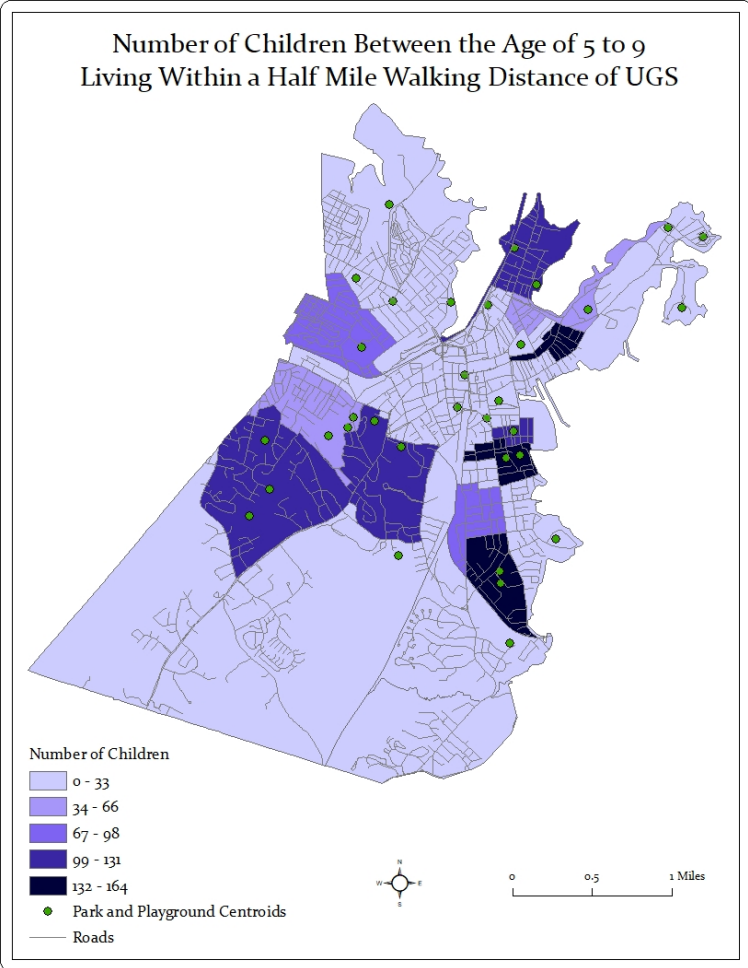 Number of Children Between the Age of 5 to 9
Living Within a Half Mile Walking Distance of UGS
Number of Children
0 - 33
34 - 66
67 - 98
99 - 131
132 - 164
Park and Playground Centroids
Roads
N
W E
S
0 0.5 1 Miles